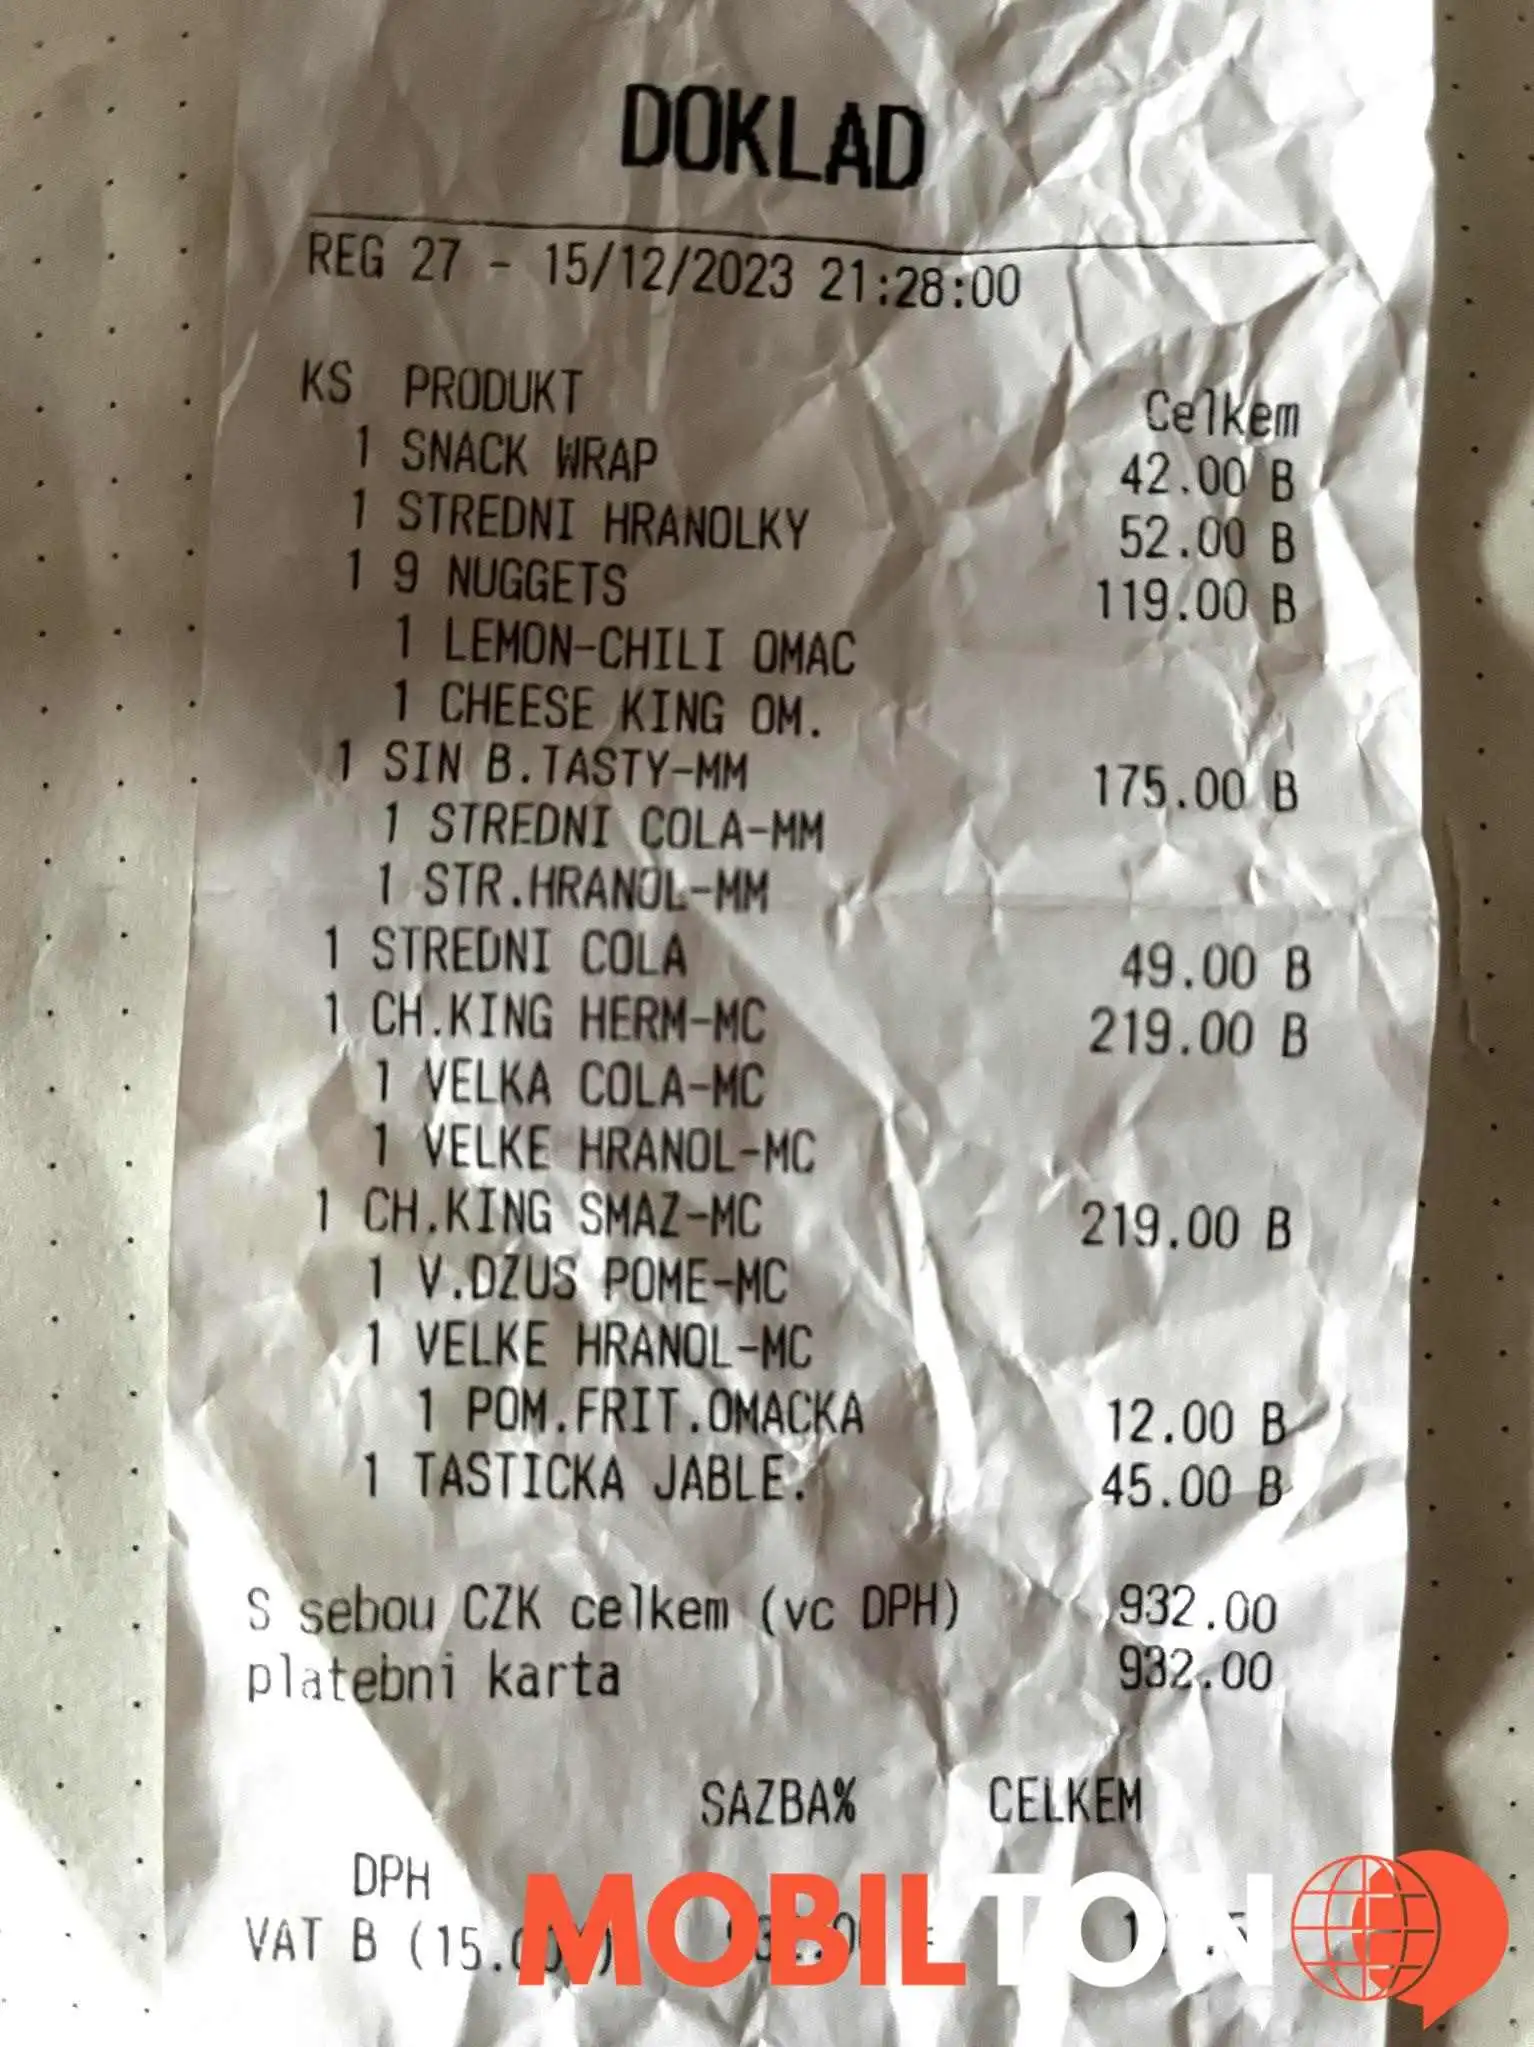 DOKLAD
REG 27 - 15/12/2023 21:28:00
KS PRODUKT Celkem
1 SNACK WRAP 42.00 B
1 STREDNI HRANOLKY 52.00 B
1 9 NUGGETS 119.00 B
1 LEMON-CHILI OMAC
1 CHEESE KING OM.
1 SIN B.TASTY-MM 175.00 B
1 STREDNI COLA-MM
1 STR.HRANOL-MM
1 STREDNI COLA 49.00 B
1 CH.KING HERM-MC 219.00 B
1 VELKA COLA-MC
1 VELKE HRANOL-MC
1 CH.KING SMAZ-MC 219.00 B
1 V.DZUS POME-MC
1 VELKE HRANOL-MC
1 POM.FRIT.OMACKA 12.00 B
1 TASTICKA JABLE. 45.00 B
S sebou CZK celkem (vc DPH) 932.00
platebni karta 932.00
SAZBA% CELKEM
DPH
VAT B
MOBILTON